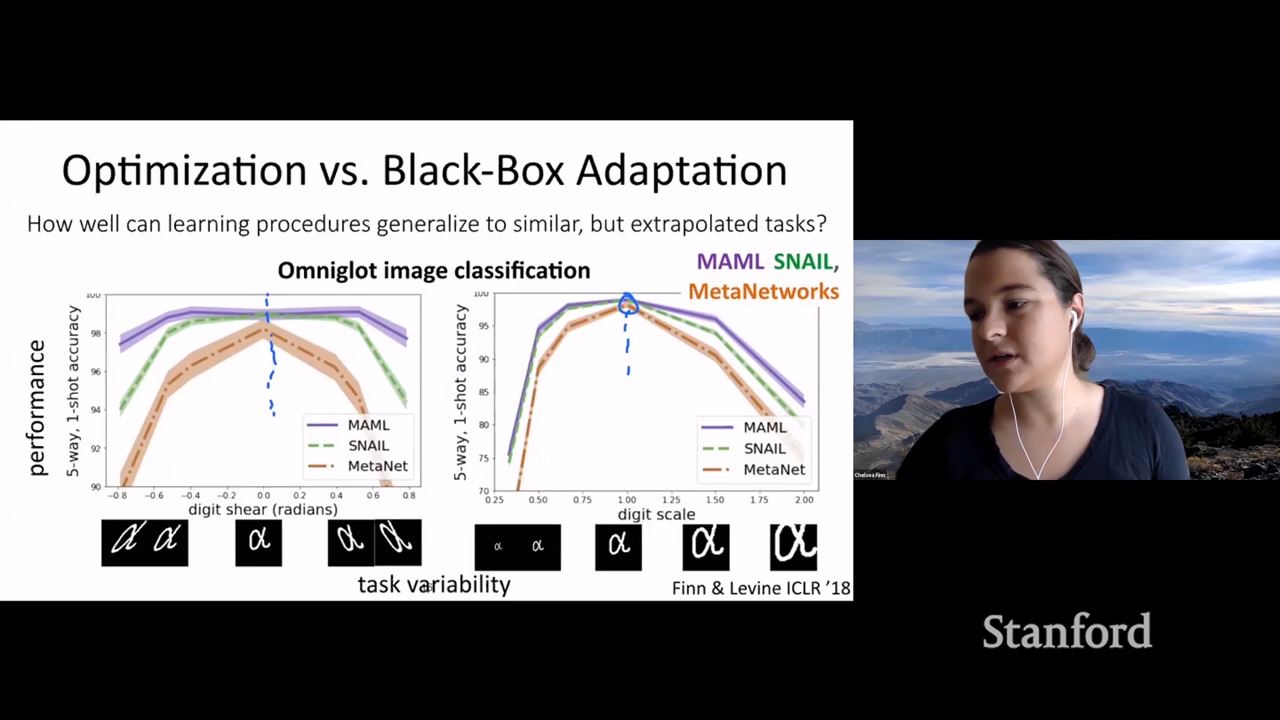 Optimization vs. Black-Box Adaptation
How well can learning procedures generalize to similar, but extrapolated tasks?
Omniglot image classification
MAML SNAIL,
MetaNetworks
performance
5-way, 1-shot accuracy
100
98
96
94
92
90
MAML
SNAIL
MetaNet
−0.8 −0.6 −0.4 −0.2 0.0 0.2 0.4 0.6 0.8
digit shear (radians)
5-way, 1-shot accuracy
100
95
90
85
80
75
70
MAML
SNAIL
MetaNet
0.25 0.50 0.75 1.00 1.25 1.50 1.75 2.00
digit scale
α α α α α
α α α α α
task variability
Finn & Levine ICLR ’18
Chelsea Finn
Stanford